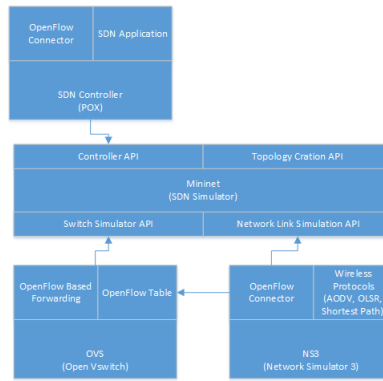 OpenFlow
Connector
SDN Application
SDN Controller
(POX)
Controller API
Topology Cration API
Mininet
(SDN Simulator)
Switch Simulator API
Network Link Simulation API
OpenFlow Based
Forwarding
OpenFlow Table
OVS
(Open Vswitch)
OpenFlow
Connector
Wireless
Protocols
(AODV, OLSR,
Shortest Path)
NS3
(Network Simulator 3)